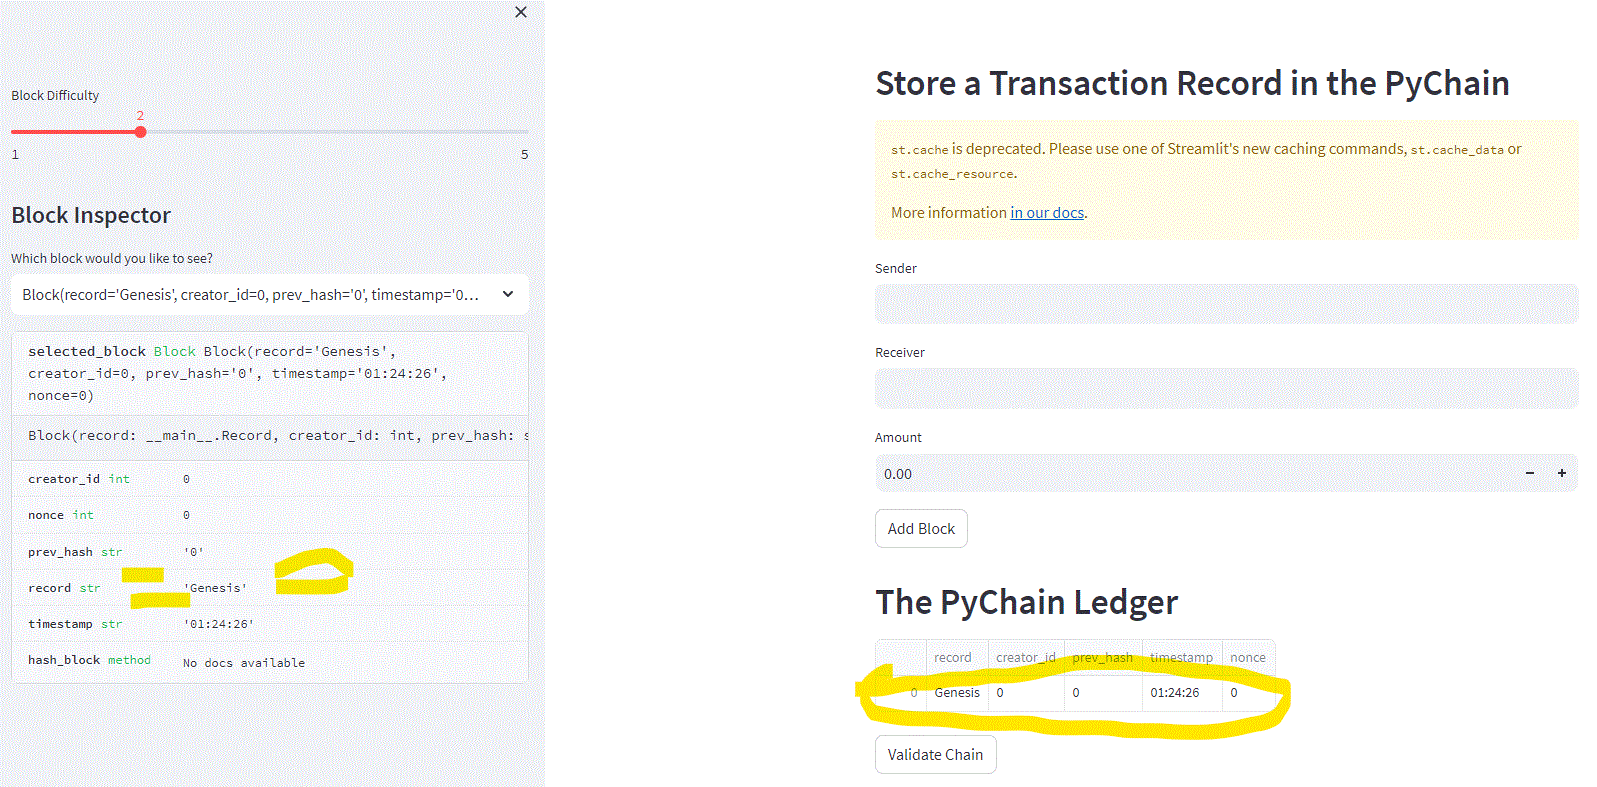 Block Difficulty
2
1 5
Block Inspector
Which block would you like to see?
Block(record='Genesis', creator_id=0, prev_hash='0', timestamp='0...
selected_block Block Block(record='Genesis',
creator_id=0, prev_hash='0', timestamp='01:24:26',
nonce=0)
Block(record: __main__.Record, creator_id: int, prev_hash: s
creator_id int 0
nonce int 0
prev_hash str '0'
record str 'Genesis'
timestamp str '01:24:26'
hash_block method No docs available
Store a Transaction Record in the PyChain
st.cache is deprecated. Please use one of Streamlit's new caching commands, st.cache_data or
st.cache_resource.
More information in our docs.
Sender
Receiver
Amount
0.00 − +
Add Block
The PyChain Ledger
record creator_id prev_hash timestamp nonce
0 Genesis 0 0 01:24:26 0
Validate Chain